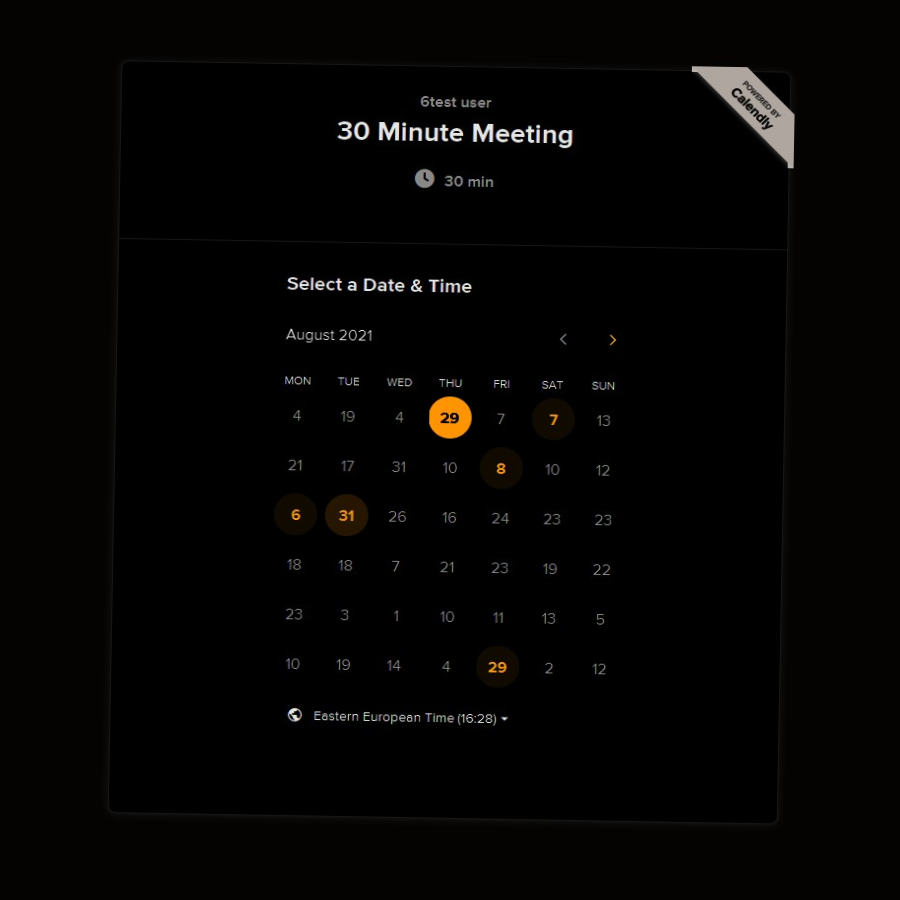 POWERED BY
Calendly
6test user
30 Minute Meeting
30 min
Select a Date & Time
August 2021
MON TUE WED THU FRI SAT SUN
4 19 4 29 7 7 13
21 17 31 10 8 10 12
6 31 26 16 24 23 23
18 18 7 21 23 19 22
23 3 1 10 11 13 5
10 19 14 4 29 2 12
Eastern European Time (16:28)